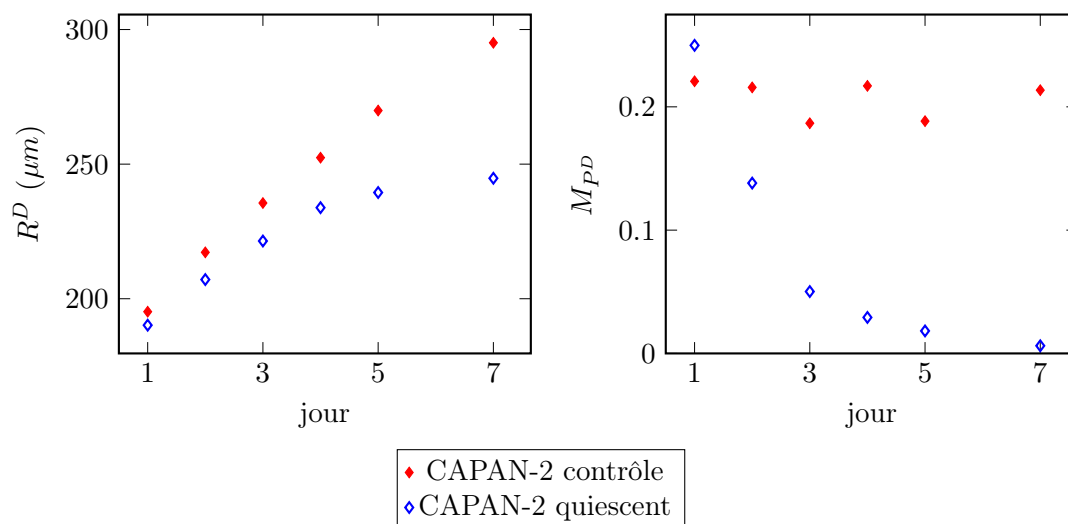 300
250
200
R^D (μm)
1 3 5 7
jour
0.2
0.1
0
M_{P^D}
1 3 5 7
jour
CAPAN-2 contrôle
CAPAN-2 quiescent